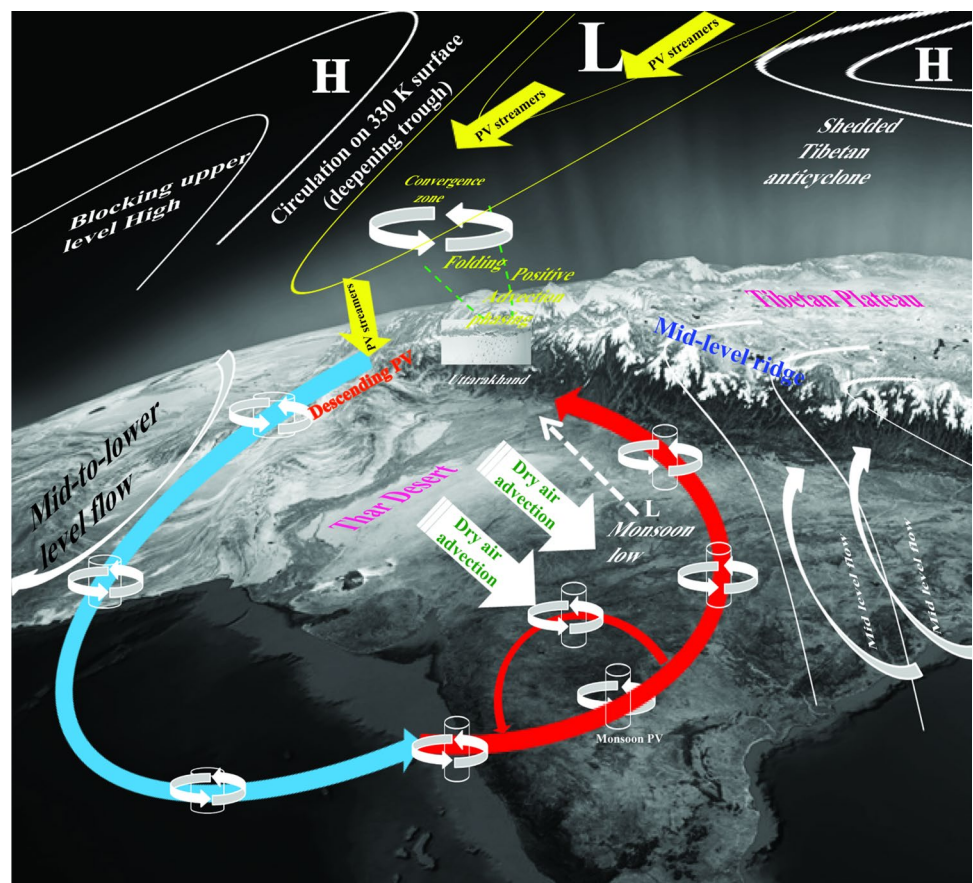 H
L
H
PV streamers
PV streamers
Blocking upper
level High
Circulation on 330 K surface
(deepening trough)
Shedded
Tibetan
anticyclone
Convergence
zone
Folding
Positive
Advection
phasing
PV streamers
Tibetan-Plateau
Mid-level ridge
Uttarakhand
Descending PV
Mid-to-lower
level flow
Thar Desert
Dry air
advection
Dry air
advection
L
Monsoon
low
Mid level flow
Mid level flow
Monsoon PV